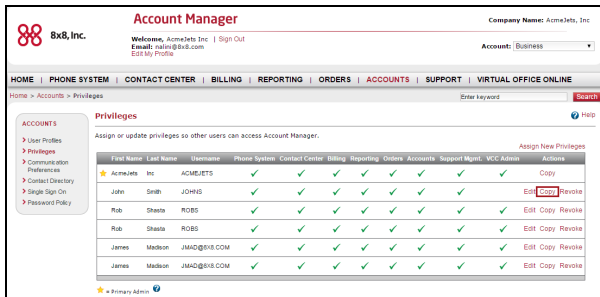 Account Manager
Company Name: AcmeJets, Inc
8x8, Inc.
Welcome, AcmeJets Inc | Sign Out
Email: nalini@8x8.com
Edit My Profile
Account: Business
HOME | PHONE SYSTEM | CONTACT CENTER | BILLING | REPORTING | ORDERS | ACCOUNTS | SUPPORT | VIRTUAL OFFICE ONLINE
Home > Accounts > Privileges
Enter keyword
Search
ACCOUNTS
User Profiles
Privileges
Communication
Preferences
Contact Directory
Single Sign On
Password Policy
Privileges
Help
Assign or update privileges so other users can access Account Manager.
Assign New Privileges
First Name Last Name Username Phone System Contact Center Billing Reporting Orders Accounts Support Mgmt. VCC Admin Actions
AcmeJets Inc ACMEJETS Copy
John Smith JOHNS Edit Copy Revoke
Rob Shasta ROBS Edit Copy Revoke
Rob Shasta ROBS Edit Copy Revoke
James Madison JMAD@8X8.COM Edit Copy Revoke
James Madison JMAD@8X8.COM Edit Copy Revoke
= Primary Admin